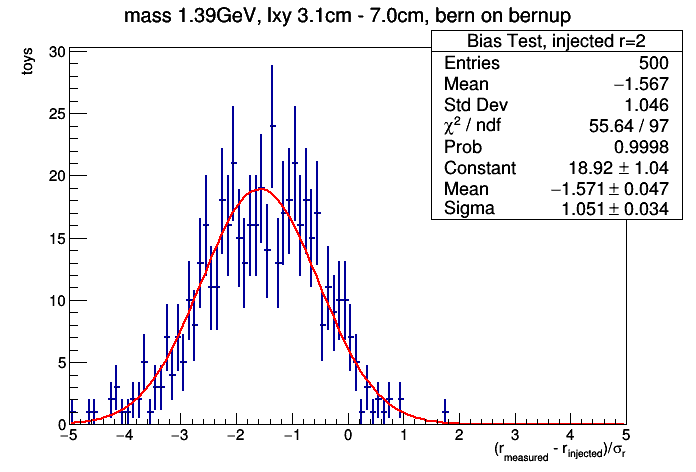 mass 1.39GeV, lxy 3.1cm - 7.0cm, bern on bernup
Bias Test, injected r=2
Entries 500
Mean −1.567
Std Dev 1.046
χ² / ndf 55.64 / 97
Prob 0.9998
Constant 18.92 ± 1.04
Mean −1.571 ± 0.047
Sigma 1.051 ± 0.034
toys
30
25
20
15
10
5
0
−5 −4 −3 −2 −1 0 1 2 3 4 5
(r_measured - r_injected)/σ_r